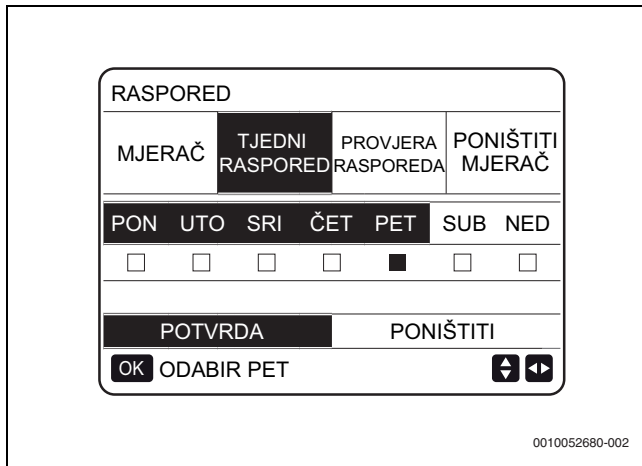 RASPORED
MJERAČ TJEDNI RASPORED PROVJERA RASPOREDA PONIŠTITI MJERAČ
PON UTO SRI ČET PET SUB NED
POTVRDA PONIŠTITI
OK ODABIR PET
0010052680-002